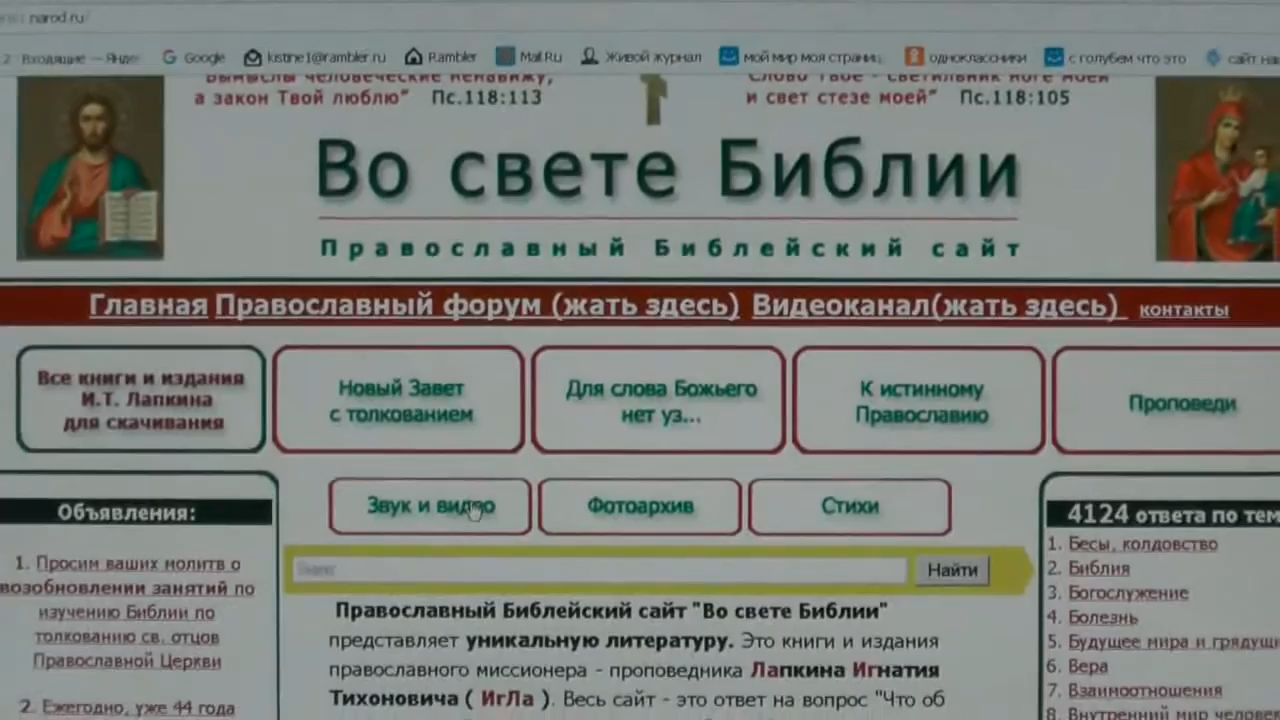 narod.ru
Входящие — Янде
Google
kistine1@rambler.ru
Rambler
Mail.Ru
Живой журнал
мой мир моя страни
одноклассники
с голубем что это
сайт на
вымыслы человеческие ненавижу,
а закон Твой люблю" Пс.118:113
"Слово Твое - светильник ноге моей
и свет стезе моей" Пс.118:105
Во свете Библии
Православный Библейский сайт
Главная Православный форум (жать здесь) Видеоканал(жать здесь) контакты
Все книги и издания
И.Т. Лапкина
для скачивания
Новый Завет
с толкованием
Для слова Божьего
нет уз...
К истинному
Православию
Проповеди
Звук и видео
Фотоархив
Стихи
Объявления:
1. Просим ваших молитв о
возобновлении занятий по
изучению Библии по
толкованию св. отцов
Православной Церкви
2. Ежегодно, уже 44 года
Найти
Православный Библейский сайт "Во свете Библии"
представляет уникальную литературу. Это книги и издания
православного миссионера - проповедника Лапкина Игнатия
Тихоновича ( ИгЛа ). Весь сайт - это ответ на вопрос "Что об
4124 ответа по тем
1. Бесы, колдовство
2. Библия
3. Богослужение
4. Болезнь
5. Будущее мира и грядущи
6. Вера
7. Взаимоотношения
8. Внутренний мир человек